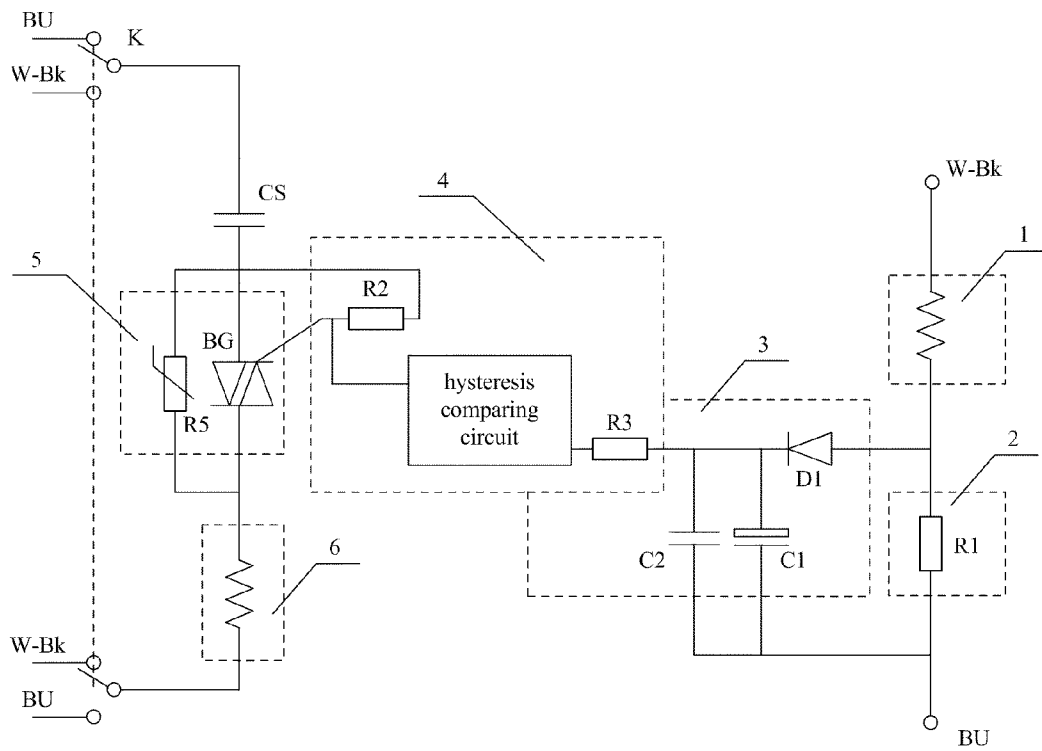 BU
K
W-Bk
CS
4
W-Bk
1
5
R2
BG
3
hysteresis
comparing
circuit
R3
R5
D1
2
C2
C1
R1
6
W-Bk
BU
BU